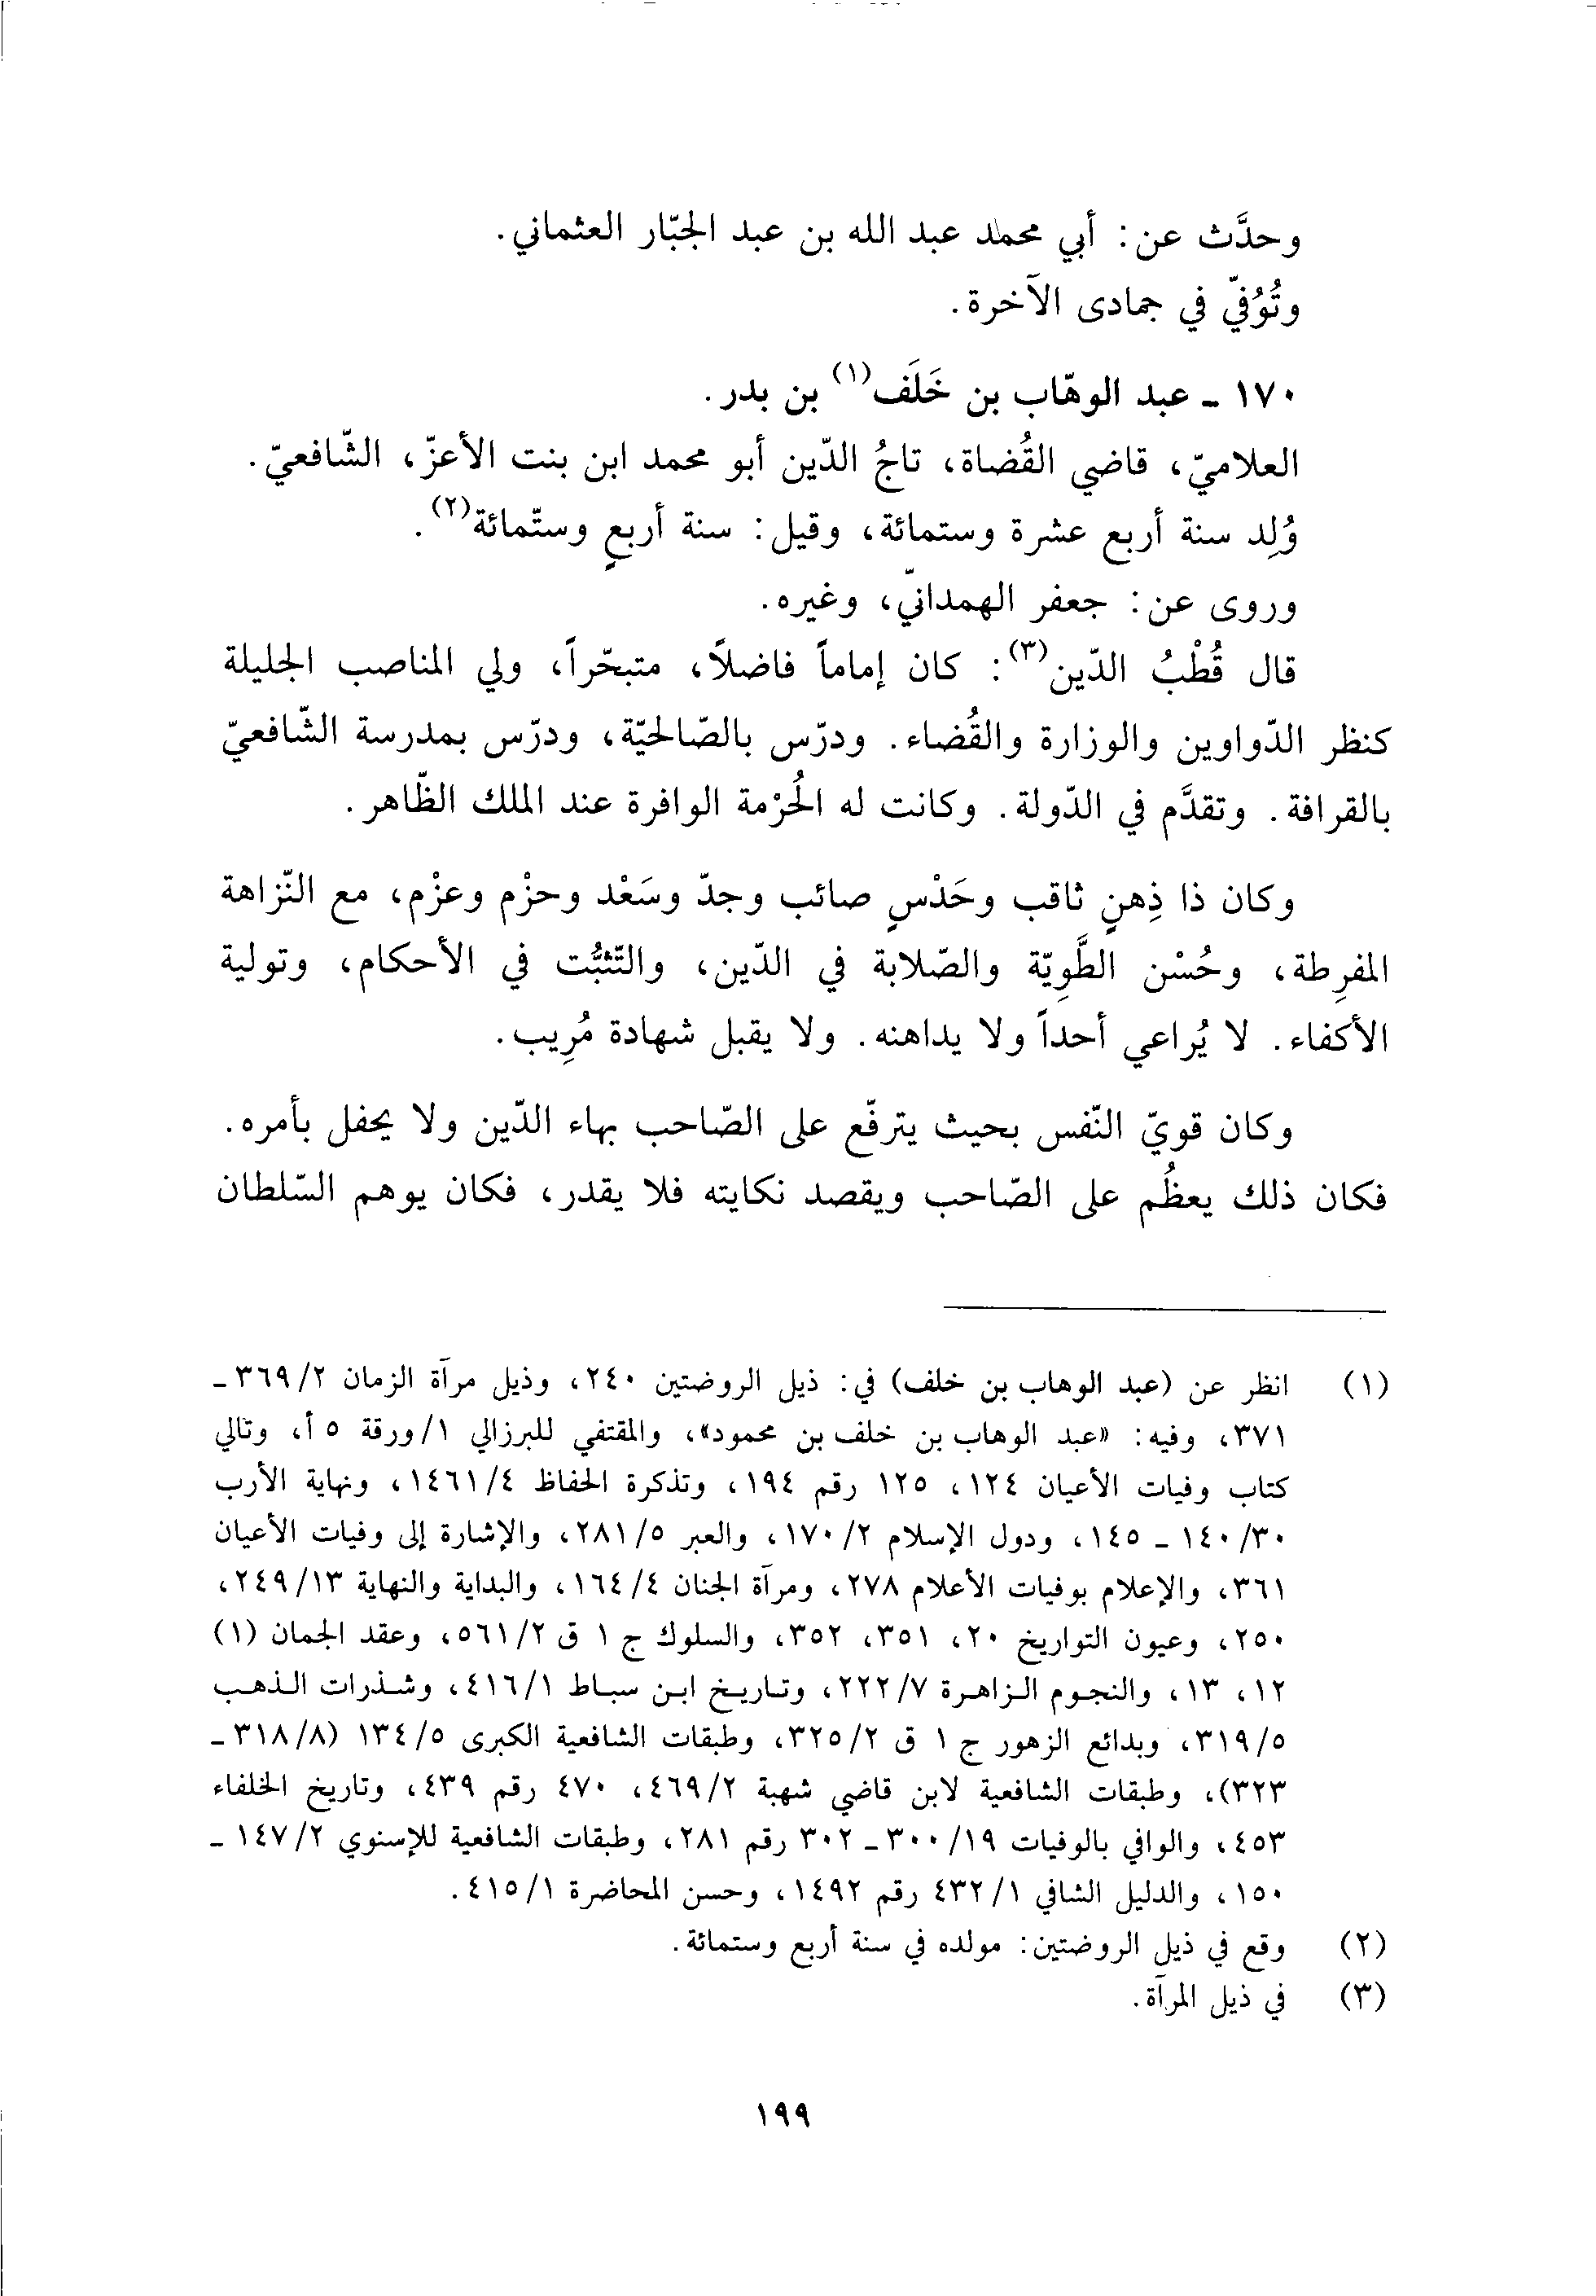 وحدَّث عن: أبي محمد عبد الله بن عبد الجبّار العثماني.
وتُوُفيّ في جمادى الآخرة.
١٧٠ ـ عبد الوهّاب بن خَلَف(١) بن بدر.
العلاميّ، قاضي القُضاة، تاجُ الدّين أبو محمد ابن بنت الأعزّ، الشّافعيّ.
وُلِد سنة أربع عشرة وستمائة، وقيل: سنة أربعٍ وستّمائة(٢).
وروى عن: جعفر الهمدانيّ، وغيره.
قال قُطْبُ الدّين(٣): كان إماماً فاضلاً، متبحّراً، ولي المناصب الجليلة
كنظر الدّواوين والوزارة والقُضاء. ودرّس بالصّالحيّة، ودرّس بمدرسة الشّافعيّ
بالقرافة. وتقدَّم في الدّولة. وكانت له الحُرْمة الوافرة عند الملك الظّاهر.
وكان ذا ذِهنٍ ثاقب وحَدْسٍ صائب وجدّ وسَعْد وحزْم وعزْم، مع النّزاهة
المفرِطة، وحُسْن الطَّوِيّة والصّلابة في الدّين، والتّثبُّت في الأحكام، وتولية
الأكفاء. لا يُراعي أحداً ولا يداهنه. ولا يقبل شهادة مُرِيب.
وكان قويّ النّفس بحيث يترفّع على الصّاحب بهاء الدّين ولا يحفل بأمره.
فكان ذلك يعظُم على الصّاحب ويقصد نكايته فلا يقدر، فكان يوهم السّلطان
(١) انظر عن (عبد الوهاب بن خلف) في: ذيل الروضتين ٢٤٠، وذيل مرآة الزمان ٣٦٩/٢ ـ
٣٧١، وفيه: «عبد الوهاب بن خلف بن محمود»، والمقتفي للبرزالي ١/ورقة ٥ أ، وتالي
كتاب وفيات الأعيان ١٢٤، ١٢٥ رقم ١٩٤، وتذكرة الحفاظ ١٤٦١/٤، ونهاية الأرب
١٤٠/٣٠ ـ ١٤٥، ودول الإسلام ١٧٠/٢، والعبر ٢٨١/٥، والإشارة إلى وفيات الأعيان
٣٦١، والإعلام بوفيات الأعلام ٢٧٨، ومرآة الجنان ١٦٤/٤، والبداية والنهاية ٢٤٩/١٣،
٢٥٠، وعيون التواريخ ٢٠، ٣٥١، ٣٥٢، والسلوك ج ١ ق ٥٦١/٢، وعقد الجمان (١)
١٢، ١٣، والنجوم الزاهرة ٢٢٢/٧، وتاريخ ابن سباط ٤١٦/١، وشذرات الذهب
٣١٩/٥، وبدائع الزهور ج ١ ق ٣٢٥/٢، وطبقات الشافعية الكبرى ١٣٤/٥ (٣١٨/٨ ـ
٣٢٣)، وطبقات الشافعية لابن قاضي شهبة ٤٦٩/٢، ٤٧٠ رقم ٤٣٩، وتاريخ الخلفاء
٤٥٣، والوافي بالوفيات ٣٠٠/١٩ ـ ٣٠٢ رقم ٢٨١، وطبقات الشافعية للإسنوي ١٤٧/٢ ـ
١٥٠، والدليل الشافي ٤٣٢/١ رقم ١٤٩٢، وحسن المحاضرة ٤١٥/١.
(٢) وقع في ذيل الروضتين: مولده في سنة أربع وستمائة.
(٣) في ذيل المرآة.
١٩٩